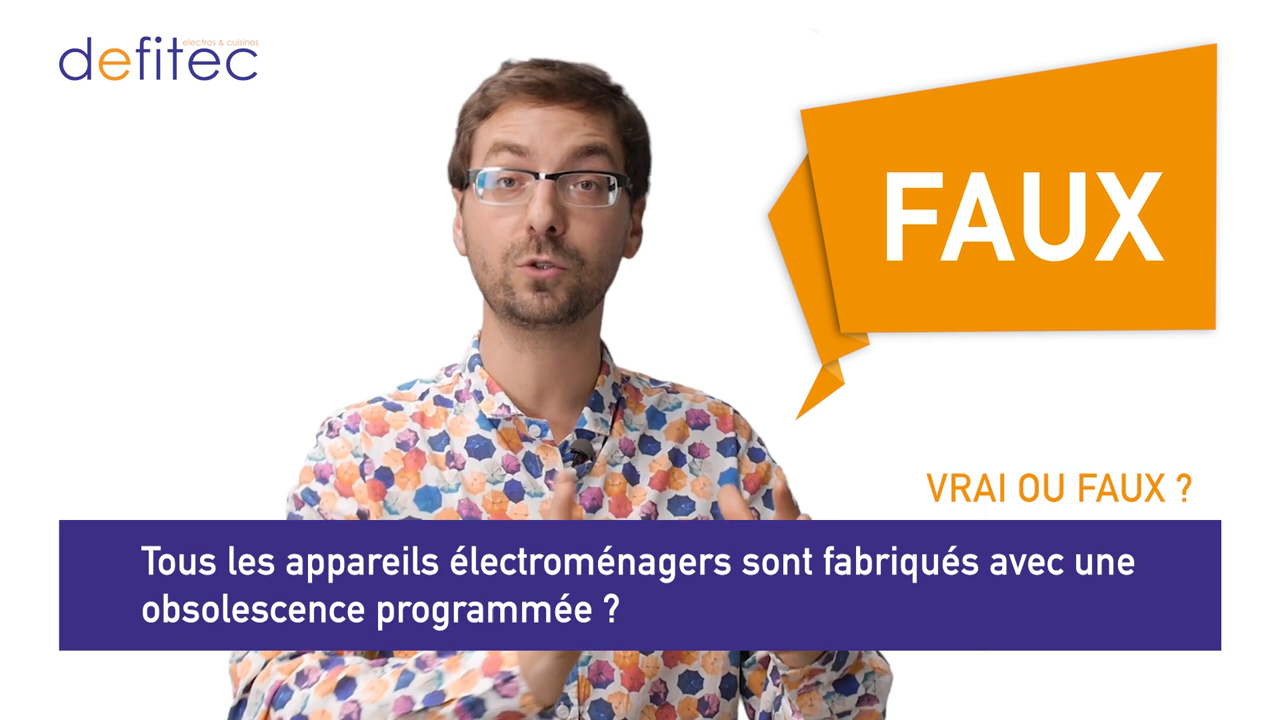 defitec
electros & cuisines
FAUX
VRAI OU FAUX ?
Tous les appareils électroménagers sont fabriqués avec une
obsolescence programmée ?